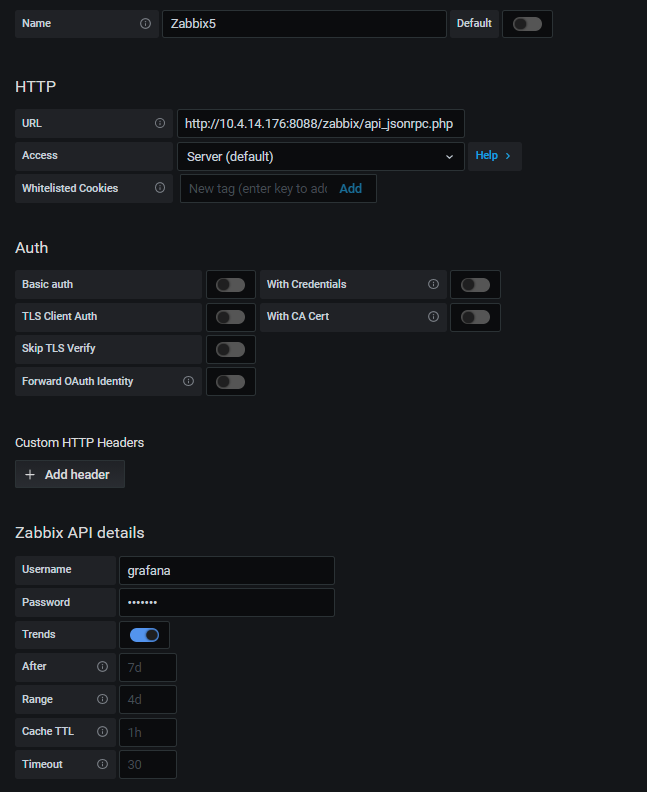 Name Zabbix5 Default
HTTP
URL http://10.4.14.176:8088/zabbix/api_jsonrpc.php
Access Server (default) Help >
Whitelisted Cookies New tag (enter key to add Add
Auth
Basic auth With Credentials
TLS Client Auth With CA Cert
Skip TLS Verify
Forward OAuth Identity
Custom HTTP Headers
+ Add header
Zabbix API details
Username grafana
Password •••••••
Trends
After 7d
Range 4d
Cache TTL 1h
Timeout 30